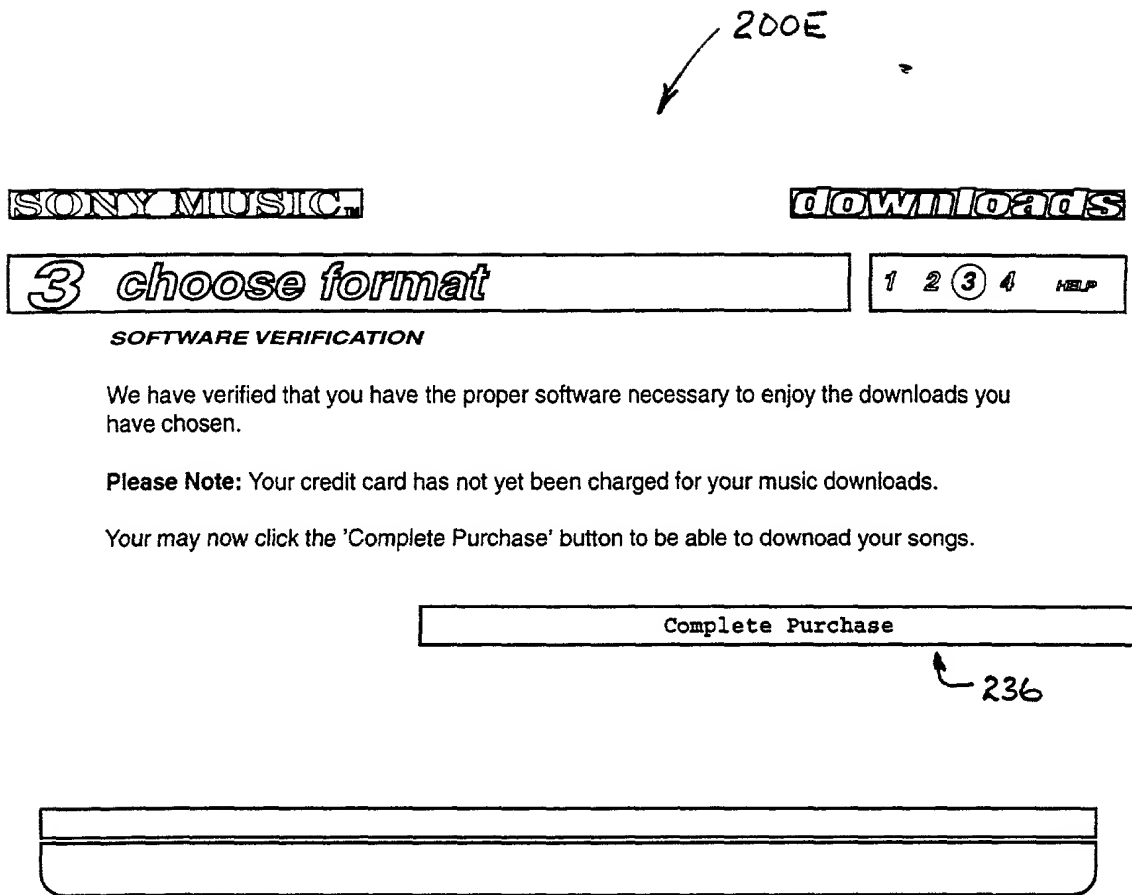 200E
SONY MUSIC™ downloads
3 choose format 1 2 3 4 HELP
SOFTWARE VERIFICATION
We have verified that you have the proper software necessary to enjoy the downloads you
have chosen.
Please Note: Your credit card has not yet been charged for your music downloads.
Your may now click the 'Complete Purchase' button to be able to downoad your songs.
Complete Purchase
236